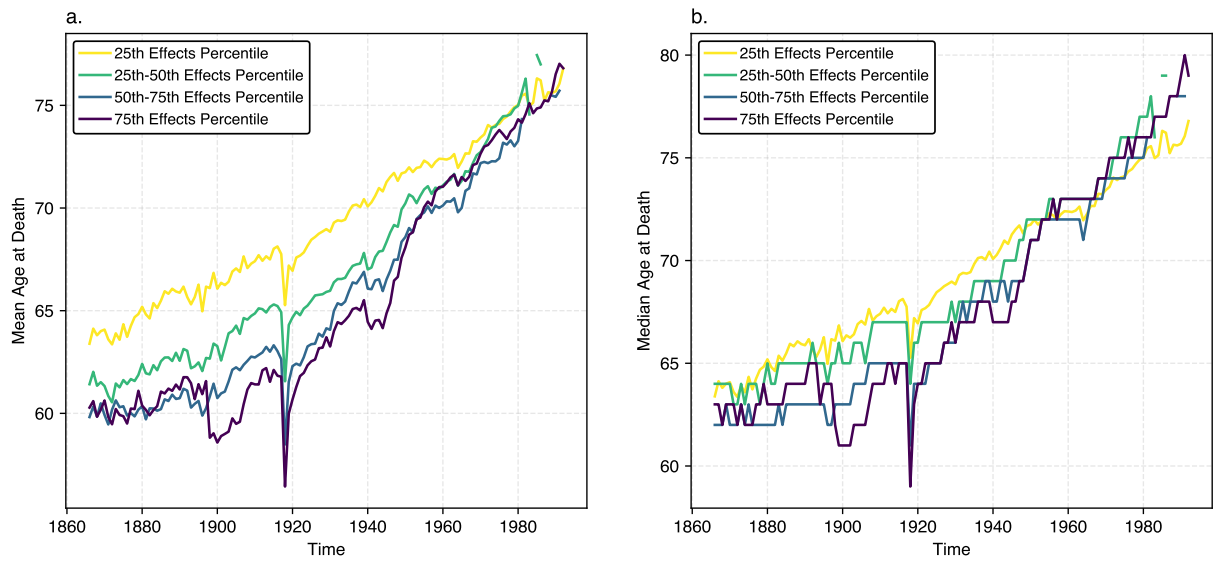 a.
25th Effects Percentile
25th-50th Effects Percentile
50th-75th Effects Percentile
75th Effects Percentile
75
70
65
60
Mean Age at Death
1860 1880 1900 1920 1940 1960 1980
Time
b.
25th Effects Percentile
25th-50th Effects Percentile
50th-75th Effects Percentile
75th Effects Percentile
80
75
70
65
60
Median Age at Death
1860 1880 1900 1920 1940 1960 1980
Time